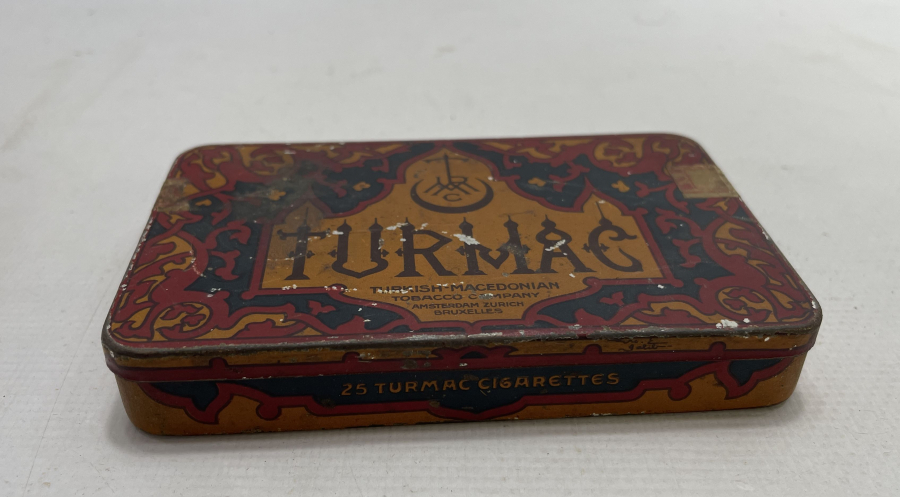 TURMAC
TURKISH-MACEDONIAN
TOBACCO COMPANY
AMSTERDAM ZURICH
BRUXELLES
25 TURMAC CIGARETTES